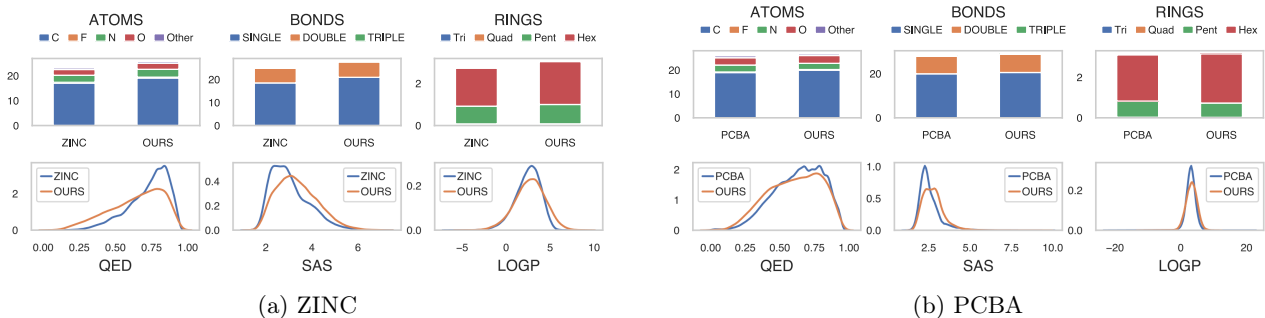 ATOMS BONDS RINGS
C F N O Other SINGLE DOUBLE TRIPLE Tri Quad Pent Hex
20
10
0
20
10
0
2
0
ZINC OURS ZINC OURS ZINC OURS
ZINC
OURS
ZINC
OURS
ZINC
OURS
2
0
0.4
0.2
0.0
0.2
0.0
0.00 0.25 0.50 0.75 1.00 2 4 6 −5 0 5 10
QED SAS LOGP
(a) ZINC
ATOMS BONDS RINGS
C F N O Other SINGLE DOUBLE TRIPLE Tri Quad Pent Hex
20
10
0
20
0
2
0
PCBA OURS PCBA OURS PCBA OURS
PCBA
OURS
PCBA
OURS
PCBA
OURS
2
1
0
1.0
0.5
0.0
0.2
0.0
0.00 0.25 0.50 0.75 1.00 2.5 5.0 7.5 10.0 −20 0 20
QED SAS LOGP
(b) PCBA